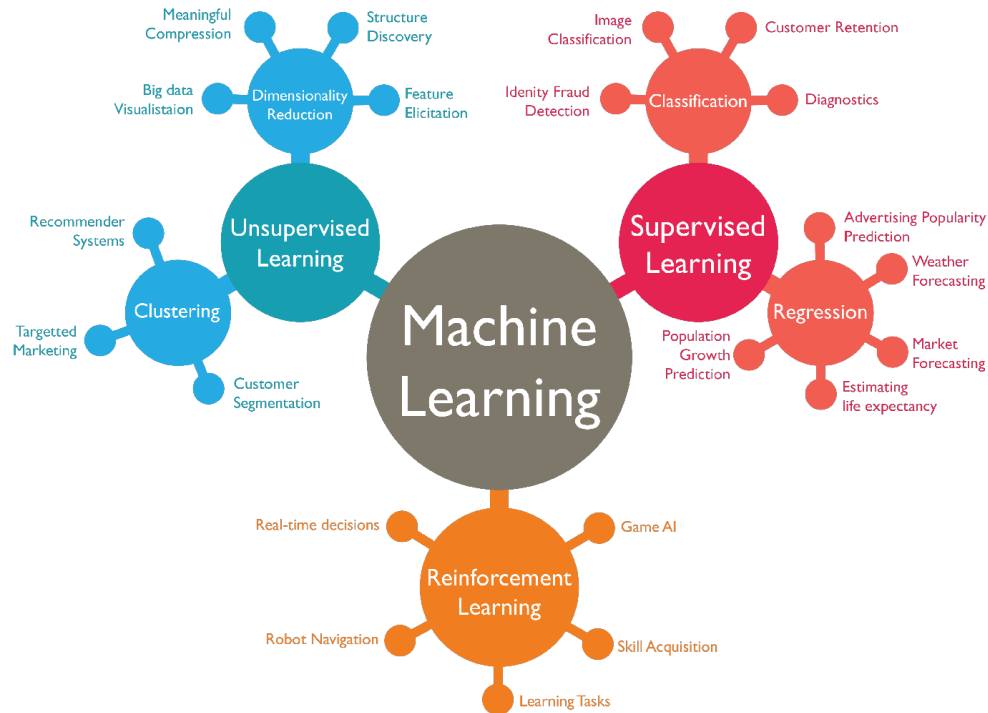 Meaningful
Compression
Structure
Discovery
Big data
Visualistaion
Dimensionality
Reduction
Feature
Elicitation
Image
Classification
Customer Retention
Idenity Fraud
Detection
Classification
Diagnostics
Recommender
Systems
Unsupervised
Learning
Clustering
Targetted
Marketing
Customer
Segmentation
Machine
Learning
Supervised
Learning
Advertising Popularity
Prediction
Weather
Forecasting
Regression
Population
Growth
Prediction
Market
Forecasting
Estimating
life expectancy
Real-time decisions
Game AI
Reinforcement
Learning
Robot Navigation
Skill Acquisition
Learning Tasks